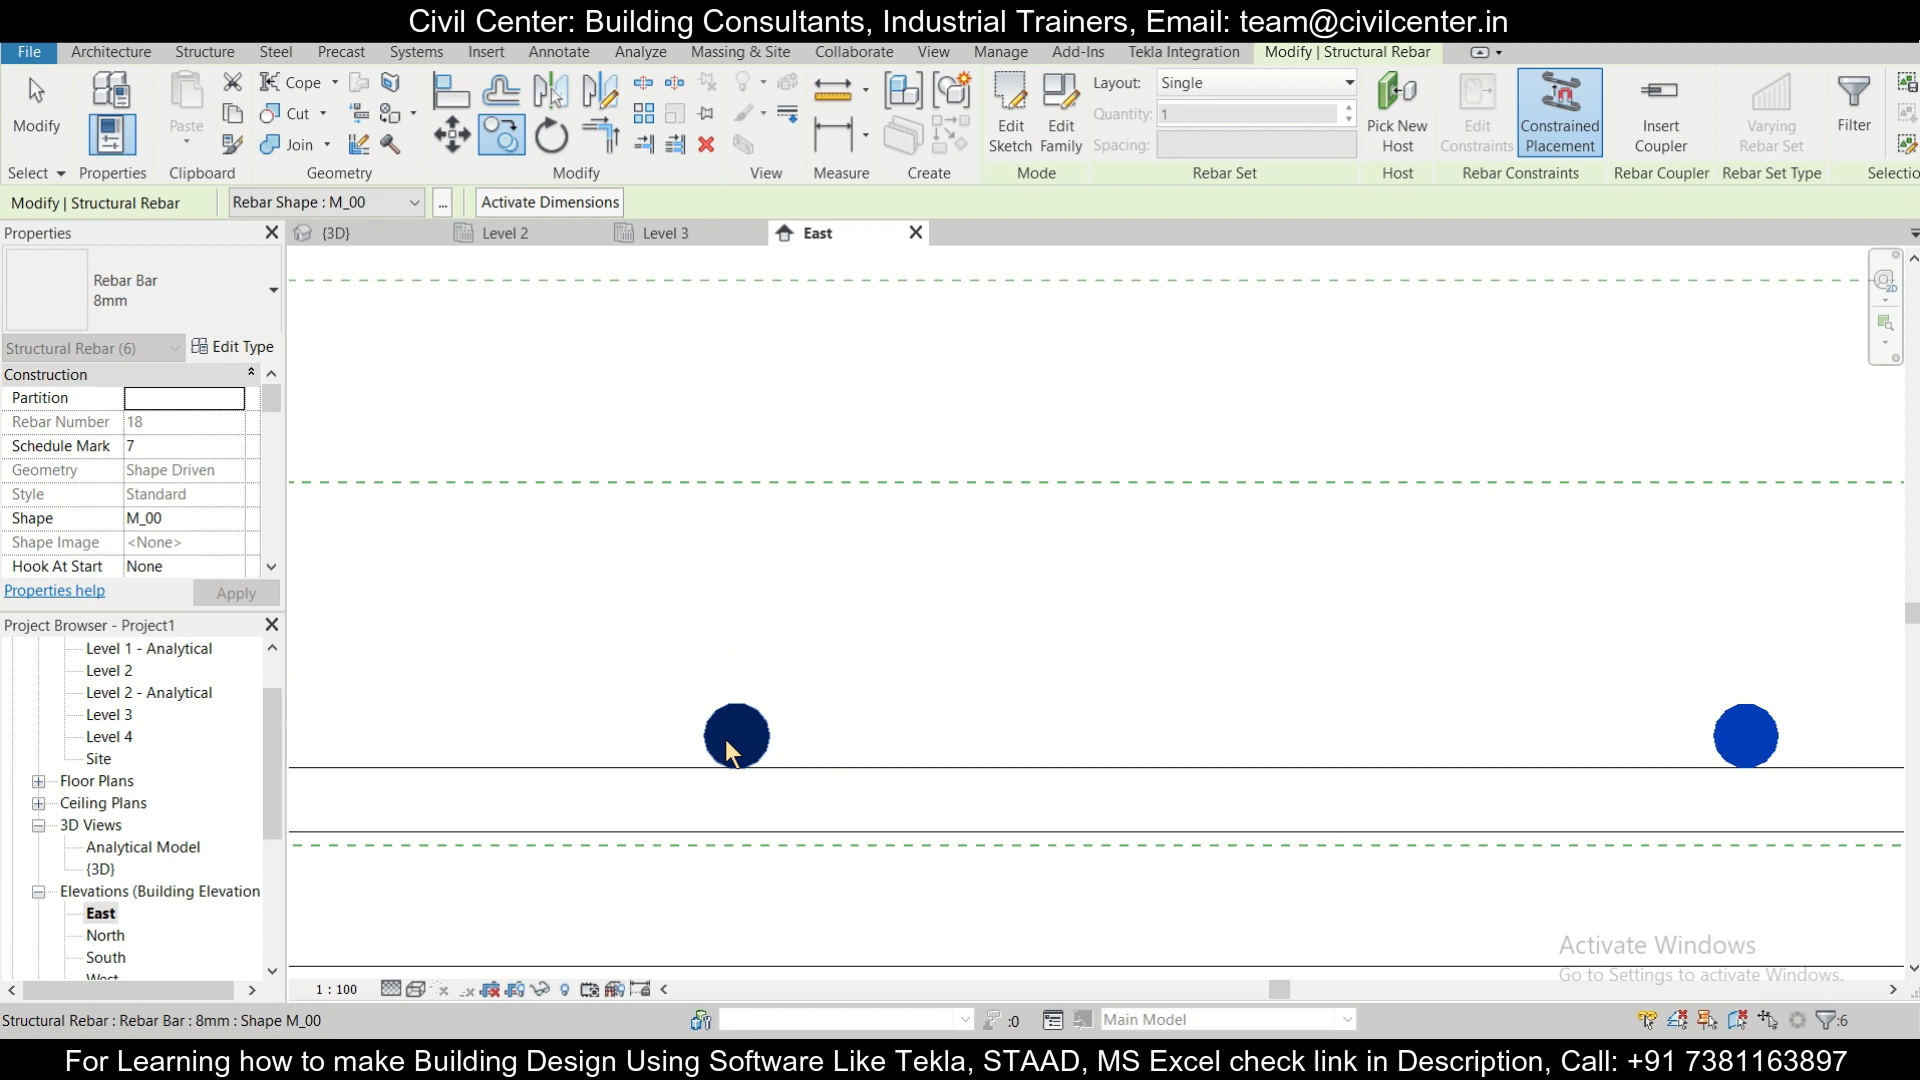 Civil Center: Building Consultants, Industrial Trainers, Email: team@civilcenter.in
File Architecture Structure Steel Precast Systems Insert Annotate Analyze Massing & Site Collaborate View Manage Add-Ins Tekla Integration Modify | Structural Rebar
Modify Paste Cope Cut Join Edit Sketch Edit Family Layout: Single Quantity: 1 Spacing: Pick New Host Edit Constraints Constrained Placement Insert Coupler Varying Rebar Set Filter
Select Properties Clipboard Geometry Modify View Measure Create Mode Rebar Set Host Rebar Constraints Rebar Coupler Rebar Set Type Selectio
Modify | Structural Rebar Rebar Shape : M_00 ... Activate Dimensions
Properties {3D} Level 2 Level 3 East
Rebar Bar
8mm
Structural Rebar (6) Edit Type
Construction
Partition
Rebar Number 18
Schedule Mark 7
Geometry Shape Driven
Style Standard
Shape M_00
Shape Image <None>
Hook At Start None
Properties help Apply
Project Browser - Project1
Level 1 - Analytical
Level 2
Level 2 - Analytical
Level 3
Level 4
Site
Floor Plans
Ceiling Plans
3D Views
Analytical Model
{3D}
Elevations (Building Elevation
East
North
South
West
Activate Windows
Go to Settings to activate Windows.
1 : 100
Structural Rebar : Rebar Bar : 8mm : Shape M_00 :0 Main Model :6
For Learning how to make Building Design Using Software Like Tekla, STAAD, MS Excel check link in Description, Call: +91 7381163897